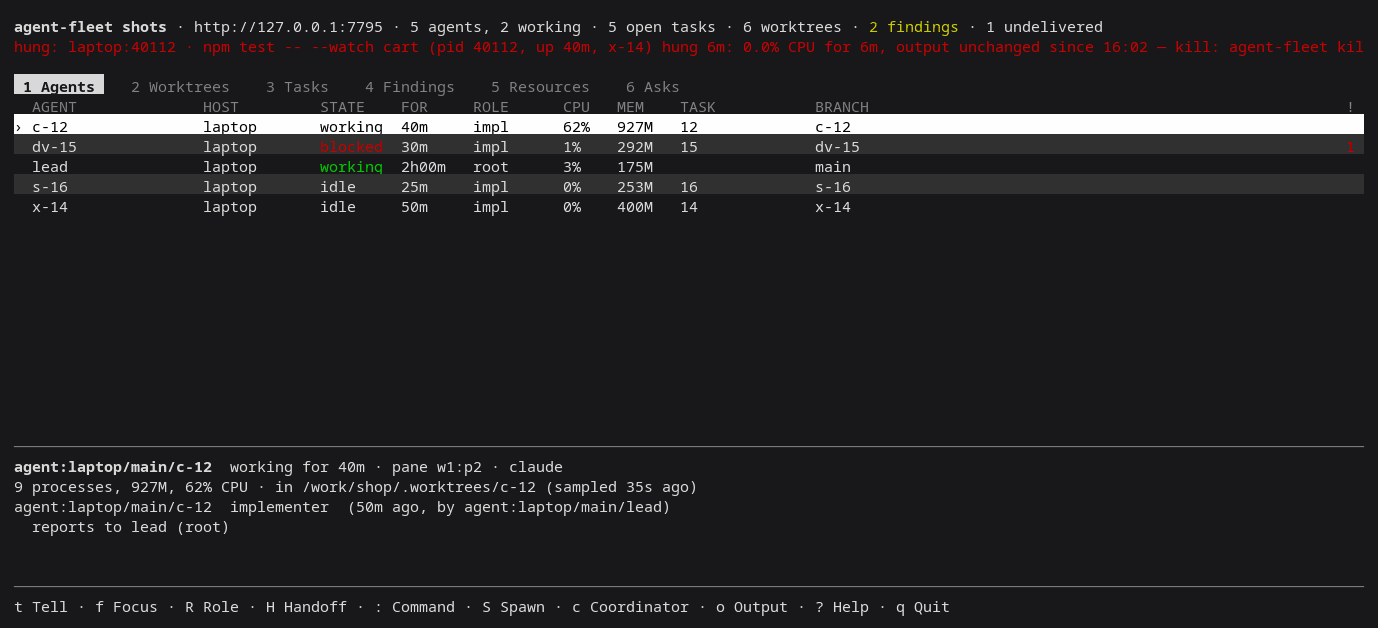 agent-fleet shots · http://127.0.0.1:7795 · 5 agents, 2 working · 5 open tasks · 6 worktrees · 2 findings · 1 undelivered
hung: laptop:40112 · npm test -- --watch cart (pid 40112, up 40m, x-14) hung 6m: 0.0% CPU for 6m, output unchanged since 16:02 — kill: agent-fleet kil
1 Agents 2 Worktrees 3 Tasks 4 Findings 5 Resources 6 Asks
AGENT HOST STATE FOR ROLE CPU MEM TASK BRANCH !
› c-12 laptop working 40m impl 62% 927M 12 c-12
dv-15 laptop blocked 30m impl 1% 292M 15 dv-15 1
lead laptop working 2h00m root 3% 175M main
s-16 laptop idle 25m impl 0% 253M 16 s-16
x-14 laptop idle 50m impl 0% 400M 14 x-14
agent:laptop/main/c-12 working for 40m · pane w1:p2 · claude
9 processes, 927M, 62% CPU · in /work/shop/.worktrees/c-12 (sampled 35s ago)
agent:laptop/main/c-12 implementer (50m ago, by agent:laptop/main/lead)
reports to lead (root)
t Tell · f Focus · R Role · H Handoff · : Command · S Spawn · c Coordinator · o Output · ? Help · q Quit